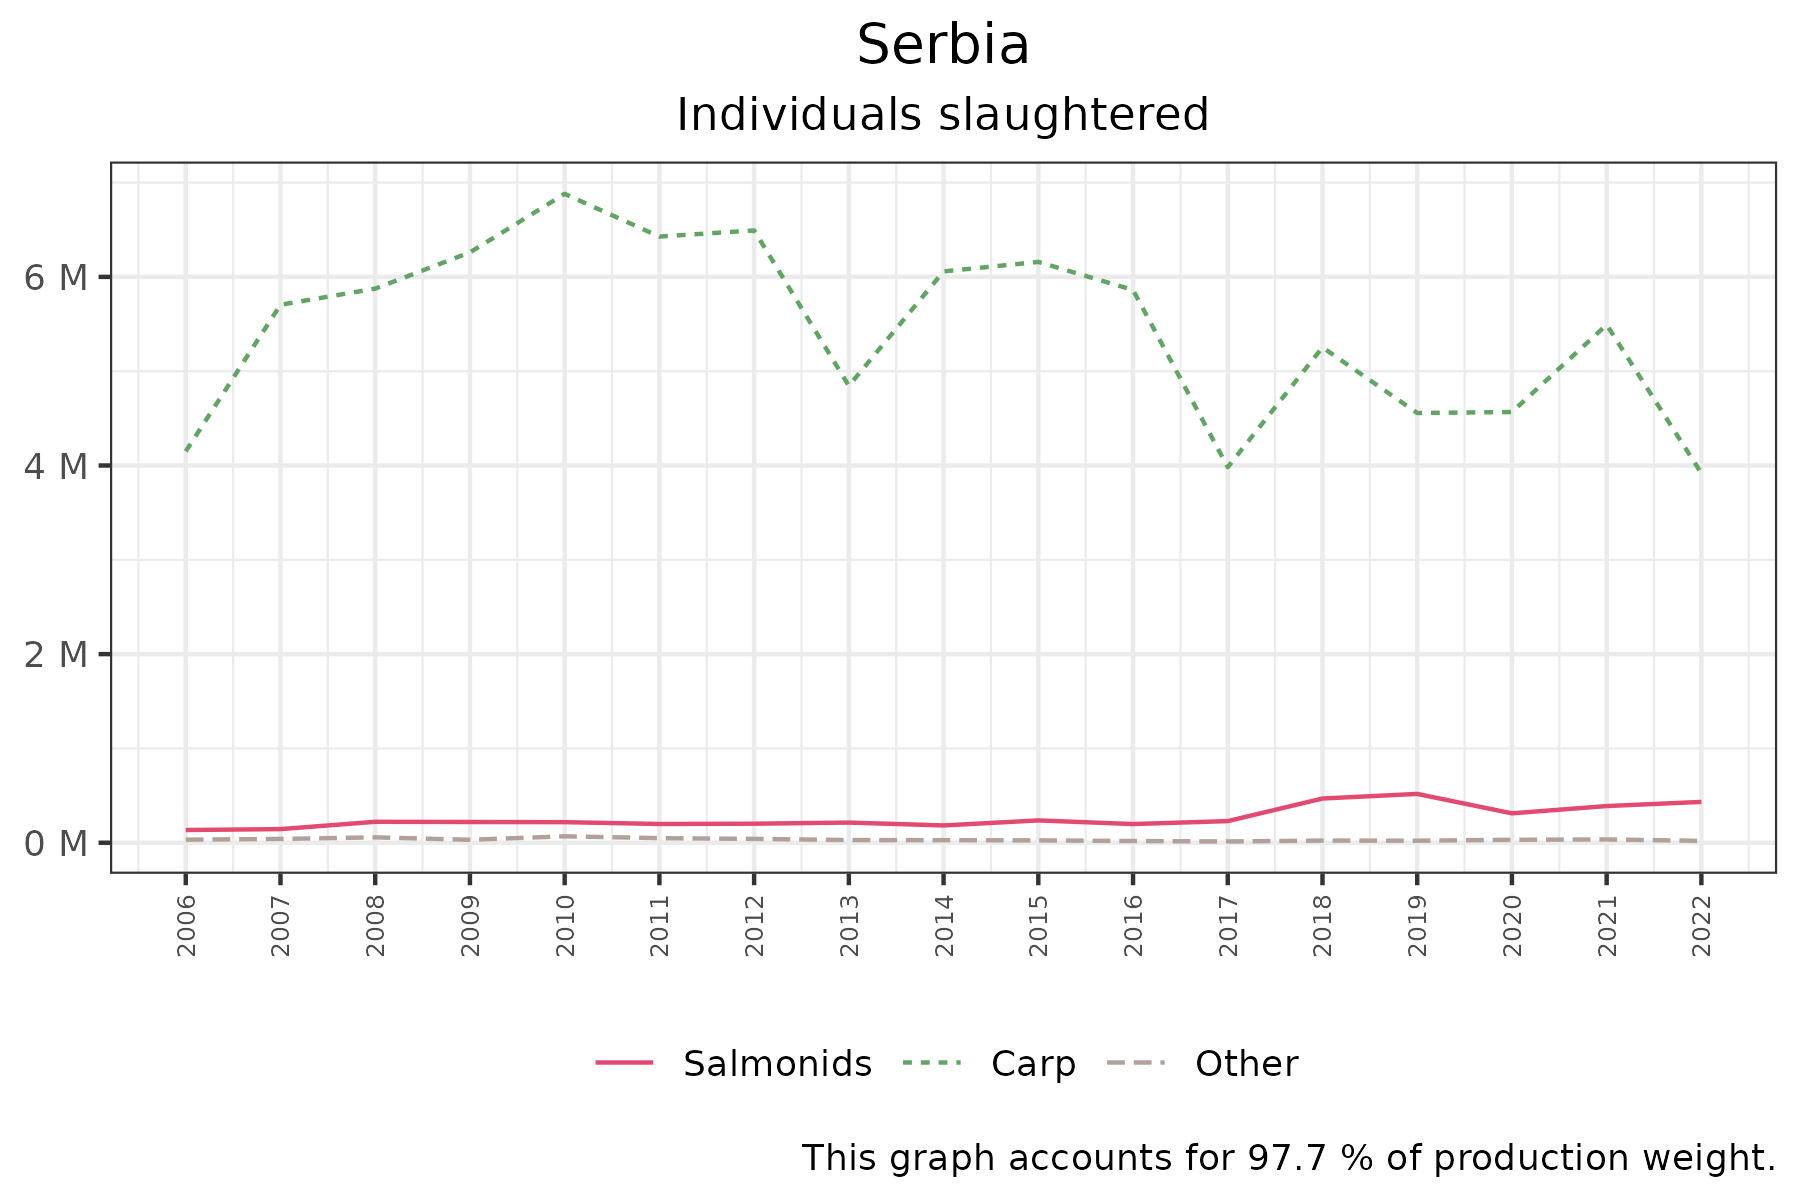 Serbia
Individuals slaughtered
6 M
4 M
2 M
0 M
2006 2007 2008 2009 2010 2011 2012 2013 2014 2015 2016 2017 2018 2019 2020 2021 2022
Salmonids Carp Other
This graph accounts for 97.7 % of production weight.